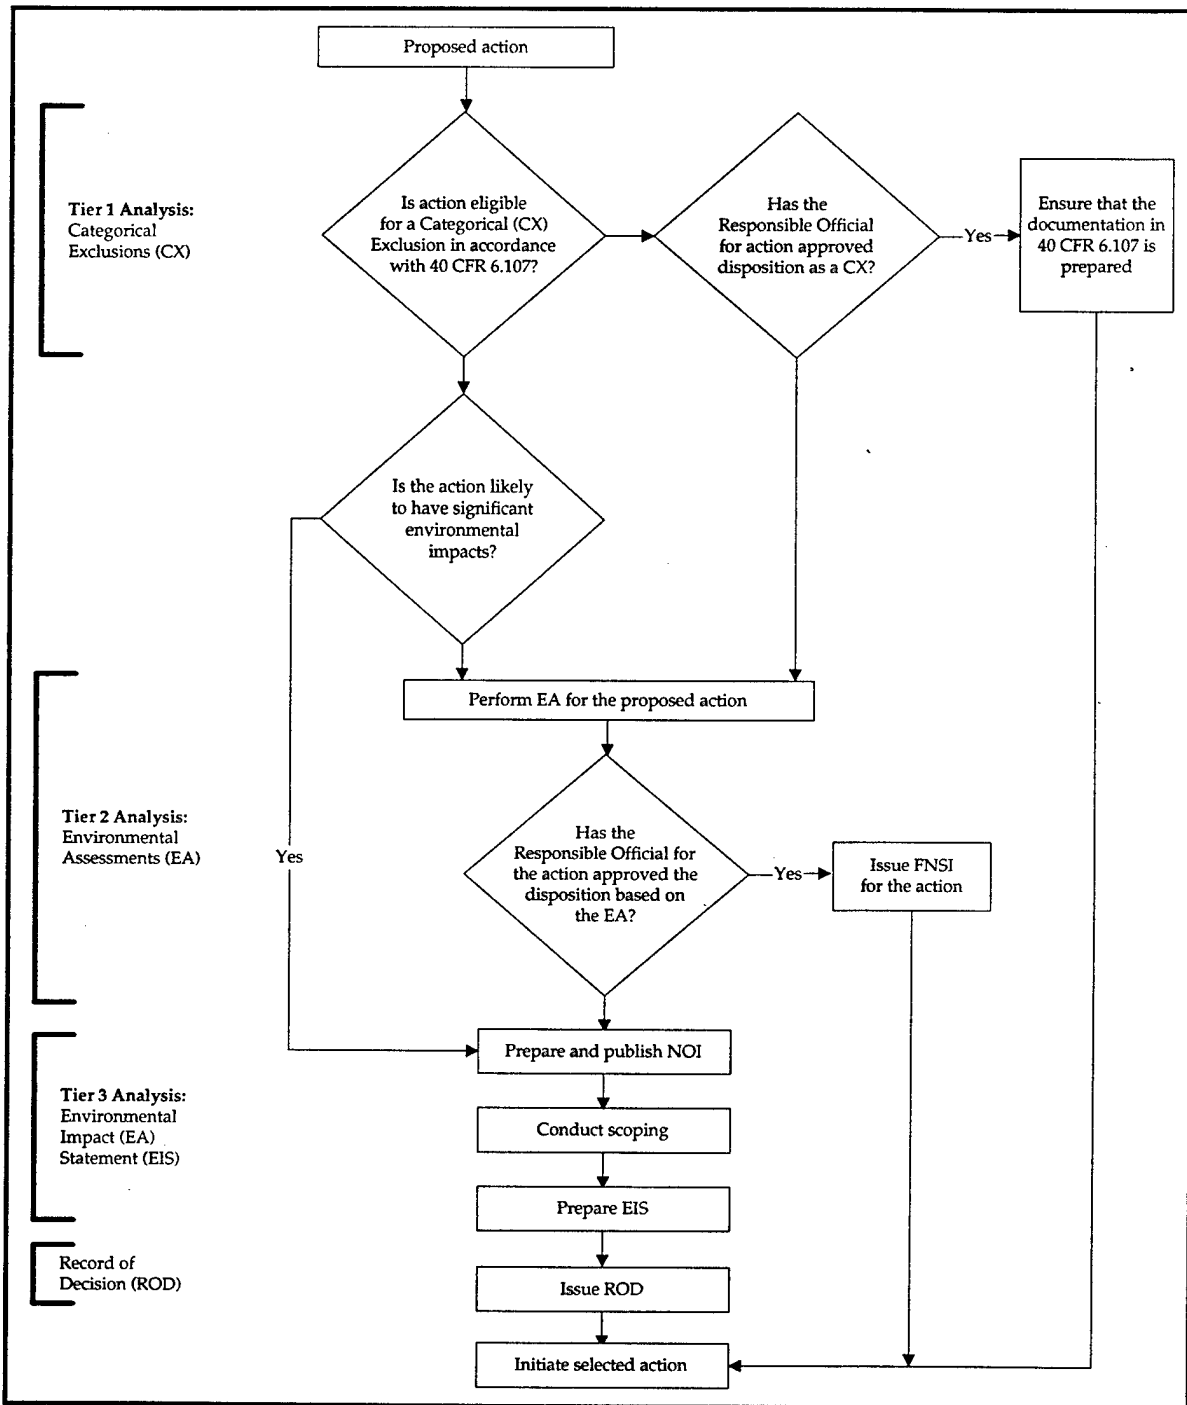 Proposed action
Tier 1 Analysis:
Categorical
Exclusions (CX)
Is action eligible
for a Categorical (CX)
Exclusion in accordance
with 40 CFR 6.107?
Has the
Responsible Official
for action approved
disposition as a CX?
Yes
Ensure that the
documentation in
40 CFR 6.107 is
prepared
Is the action likely
to have significant
environmental
impacts?
Yes
Perform EA for the proposed action
Tier 2 Analysis:
Environmental
Assessments (EA)
Has the
Responsible Official for
the action approved the
disposition based on
the EA?
Yes
Issue FNSI
for the action
Tier 3 Analysis:
Environmental
Impact (EA)
Statement (EIS)
Prepare and publish NOI
Conduct scoping
Prepare EIS
Record of
Decision (ROD)
Issue ROD
Initiate selected action